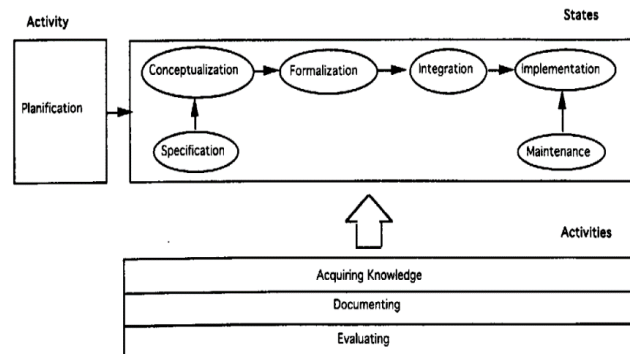 Activity
States
Planification
Conceptualization
Formalization
Integration
Implementation
Specification
Maintenance
Activities
Acquiring Knowledge
Documenting
Evaluating